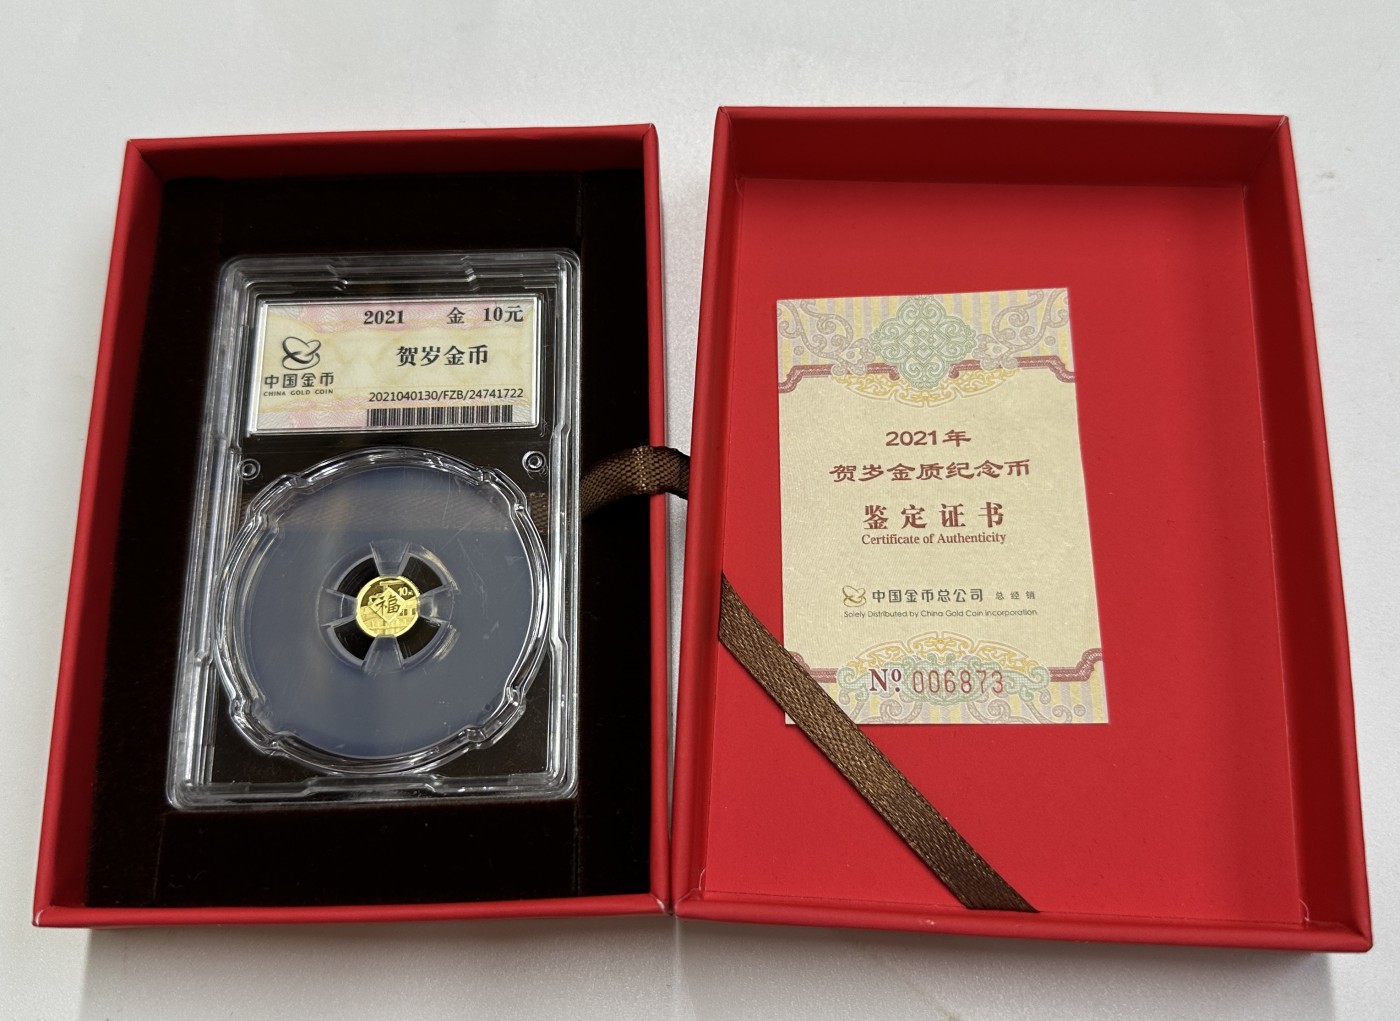 2021 金 10元
贺岁金币
中国金币
CHINA GOLD COIN
2021040130/FZB/24741722
10元
福
2021年
贺岁金质纪念币
鉴定证书
Certificate of Authenticity
中国金币总公司 总经销
Solely Distributed by China Gold Coin Incorporation
Nº 006873